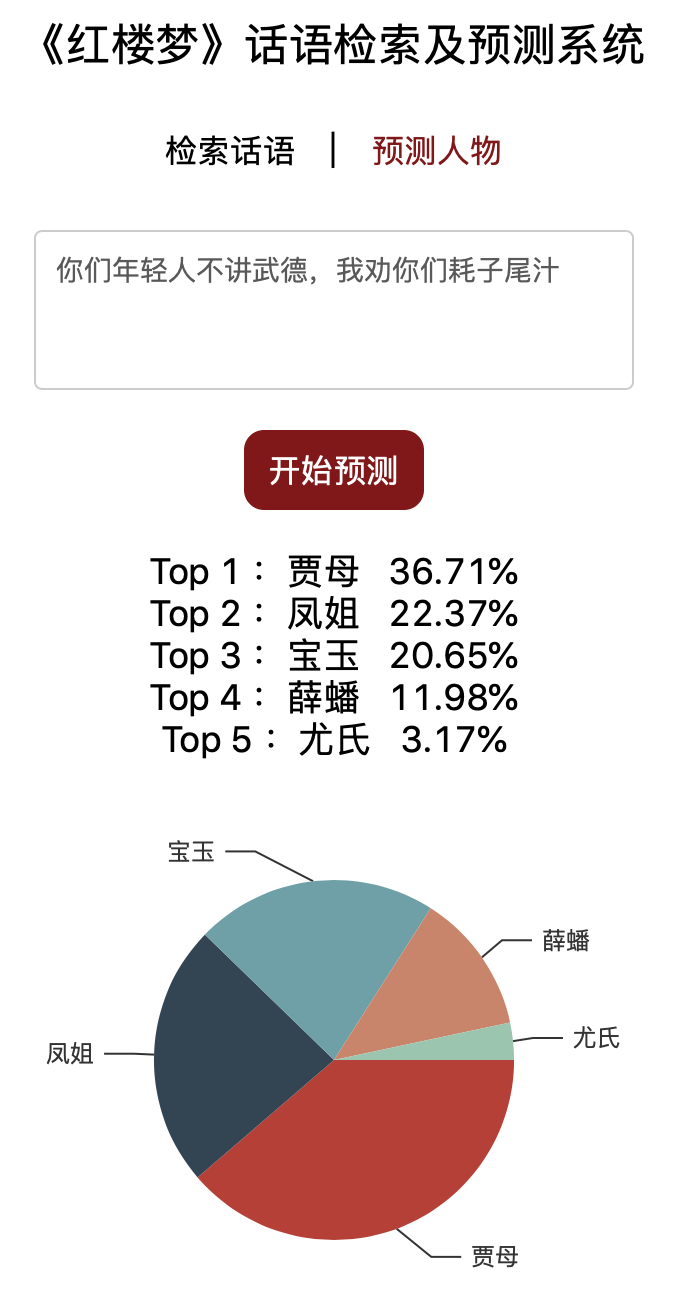 《红楼梦》话语检索及预测系统
检索话语 | 预测人物
你们年轻人不讲武德，我劝你们耗子尾汁
开始预测
Top 1： 贾母 36.71%
Top 2： 凤姐 22.37%
Top 3： 宝玉 20.65%
Top 4： 薛蟠 11.98%
Top 5： 尤氏 3.17%
宝玉
薛蟠
尤氏
凤姐
贾母